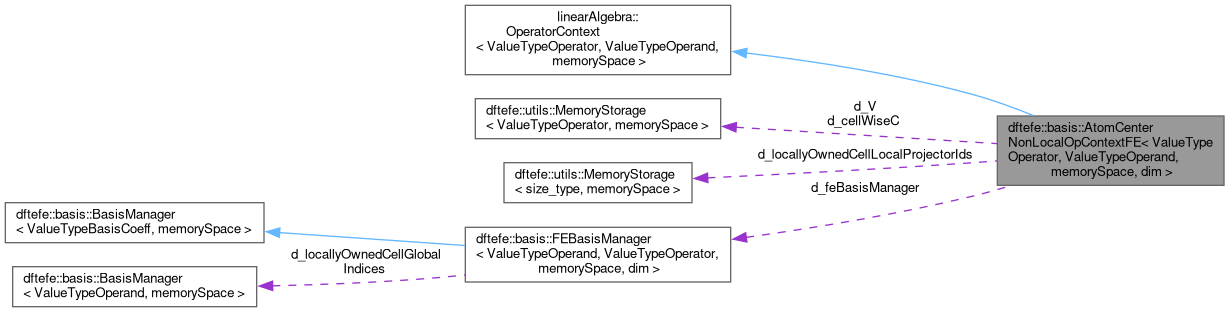 linearAlgebra::
OperatorContext
< ValueTypeOperator, ValueTypeOperand,
memorySpace >
dftefe::utils::MemoryStorage
< ValueTypeOperator, memorySpace >
d_V
d_cellWiseC
dftefe::basis::AtomCenter
NonLocalOpContextFE< ValueType
Operator, ValueTypeOperand,
memorySpace, dim >
dftefe::utils::MemoryStorage
< size_type, memorySpace >
d_locallyOwnedCellLocalProjectorIds
d_feBasisManager
dftefe::basis::BasisManager
< ValueTypeBasisCoeff, memorySpace >
dftefe::basis::FEBasisManager
< ValueTypeOperand, ValueTypeOperator,
memorySpace, dim >
d_locallyOwnedCellGlobal
Indices
dftefe::basis::BasisManager
< ValueTypeOperand, memorySpace >